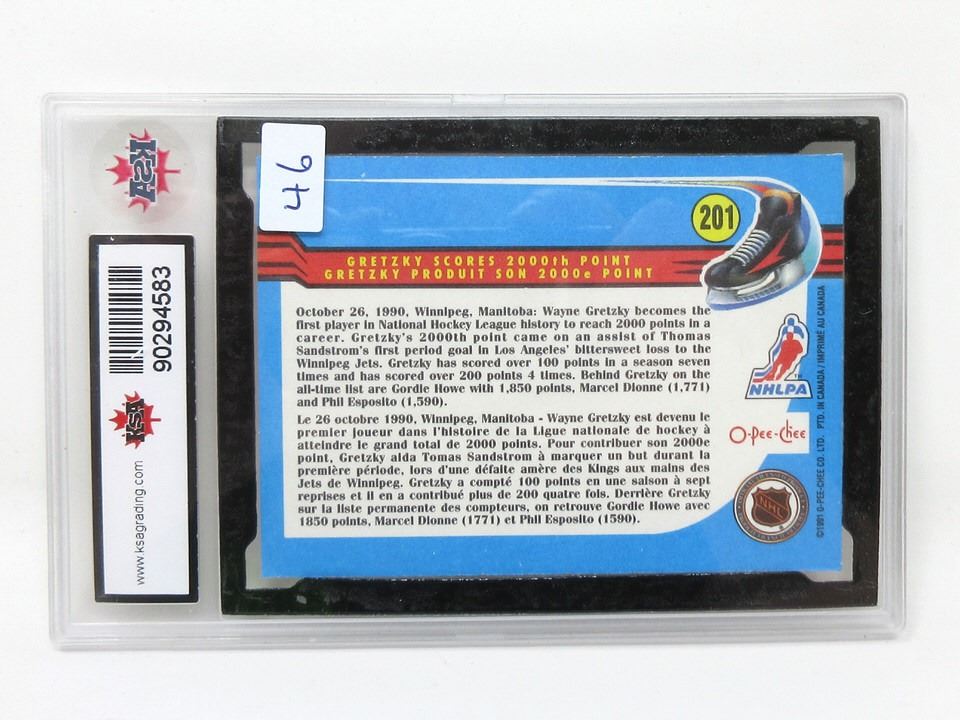 KSA
90294583
KSA
www.ksagrading.com
46
201
GRETZKY SCORES 2000th POINT
GRETZKY PRODUIT SON 2000e POINT
October 26, 1990, Winnipeg, Manitoba: Wayne Gretzky becomes the
first player in National Hockey League history to reach 2000 points in a
career. Gretzky's 2000th point came on an assist of Thomas
Sandstrom's first period goal in Los Angeles' bittersweet loss to the
Winnipeg Jets. Gretzky has scored over 100 points in a season seven
times and has scored over 200 points 4 times. Behind Gretzky on the
all-time list are Gordie Howe with 1,850 points, Marcel Dionne (1,771)
and Phil Esposito (1,590).
Le 26 octobre 1990, Winnipeg, Manitoba - Wayne Gretzky est devenu le
premier joueur dans l'histoire de la Ligue nationale de hockey à
atteindre le grand total de 2000 points. Pour contribuer son 2000e
point, Gretzky aida Tomas Sandstrom à marquer un but durant la
première période, lors d'une défaite amère des Kings aux mains des
Jets de Winnipeg. Gretzky a compté 100 points en une saison à sept
reprises et il en a contribué plus de 200 quatre fois. Derrière Gretzky
sur la liste permanente des compteurs, on retrouve Gordie Howe avec
1850 points, Marcel Dionne (1771) et Phil Esposito (1590).
NHLPA
TM
O-Pee-Chee
NHL
©1991 O-PEE-CHEE CO. LTD. PTD. IN CANADA / IMPRIMÉ AU CANADA